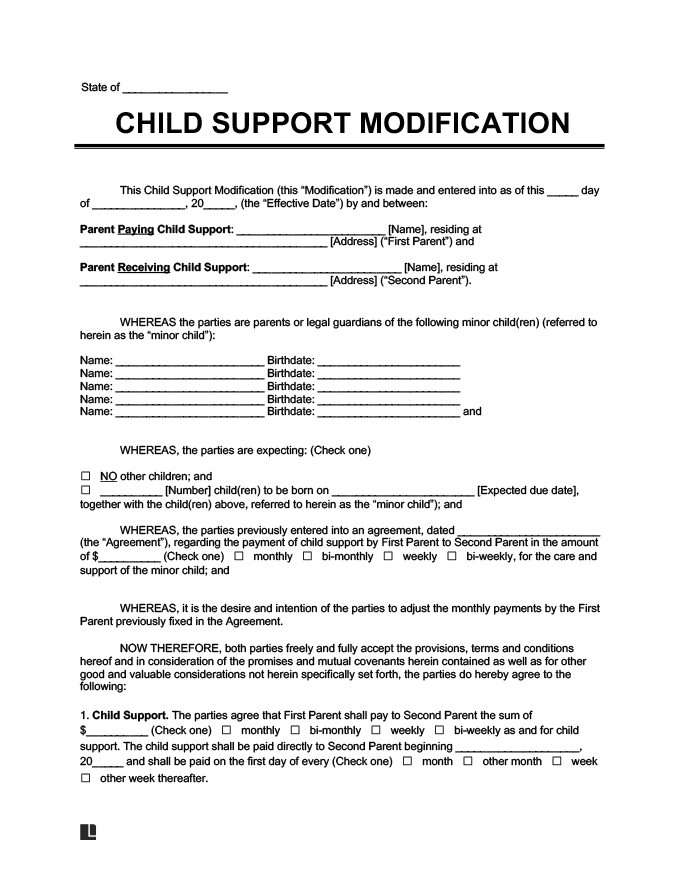 State of _________________
CHILD SUPPORT MODIFICATION
This Child Support Modification (this “Modification”) is made and entered into as of this _____ day
of _______________, 20_____, (the “Effective Date”) by and between:
Parent Paying Child Support: ________________________ [Name], residing at
________________________________________ [Address] (“First Parent”) and
Parent Receiving Child Support: ________________________ [Name], residing at
________________________________________ [Address] (“Second Parent”).
WHEREAS the parties are parents or legal guardians of the following minor child(ren) (referred to
herein as the “minor child”):
Name: ________________________ Birthdate: _______________________
Name: ________________________ Birthdate: _______________________
Name: ________________________ Birthdate: _______________________
Name: ________________________ Birthdate: _______________________
Name: ________________________ Birthdate: _______________________ and
WHEREAS, the parties are expecting: (Check one)
☐ NO other children; and
☐ __________ [Number] child(ren) to be born on _______________________ [Expected due date],
together with the child(ren) above, referred to herein as the “minor child”); and
WHEREAS, the parties previously entered into an agreement, dated _______________________
(the “Agreement”), regarding the payment of child support by First Parent to Second Parent in the amount
of $__________ (Check one) ☐ monthly ☐ bi-monthly ☐ weekly ☐ bi-weekly, for the care and
support of the minor child; and
WHEREAS, it is the desire and intention of the parties to adjust the monthly payments by the First
Parent previously fixed in the Agreement.
NOW THEREFORE, both parties freely and fully accept the provisions, terms and conditions
hereof and in consideration of the promises and mutual covenants herein contained as well as for other
good and valuable considerations not herein specifically set forth, the parties do hereby agree to the
following:
1. Child Support. The parties agree that First Parent shall pay to Second Parent the sum of
$__________ (Check one) ☐ monthly ☐ bi-monthly ☐ weekly ☐ bi-weekly as and for child
support. The child support shall be paid directly to Second Parent beginning ____________________,
20_____ and shall be paid on the first day of every (Check one) ☐ month ☐ other month ☐ week
☐ other week thereafter.